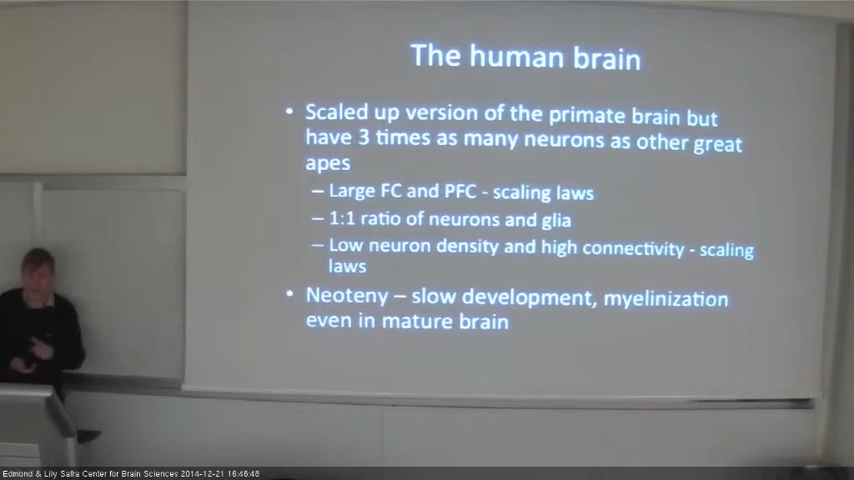 The human brain
• Scaled up version of the primate brain but
have 3 times as many neurons as other great
apes
– Large FC and PFC - scaling laws
– 1:1 ratio of neurons and glia
– Low neuron density and high connectivity - scaling
laws
• Neoteny – slow development, myelinization
even in mature brain
Edmond & Lily Safra Center for Brain Sciences 2014-12-21 16:46:48